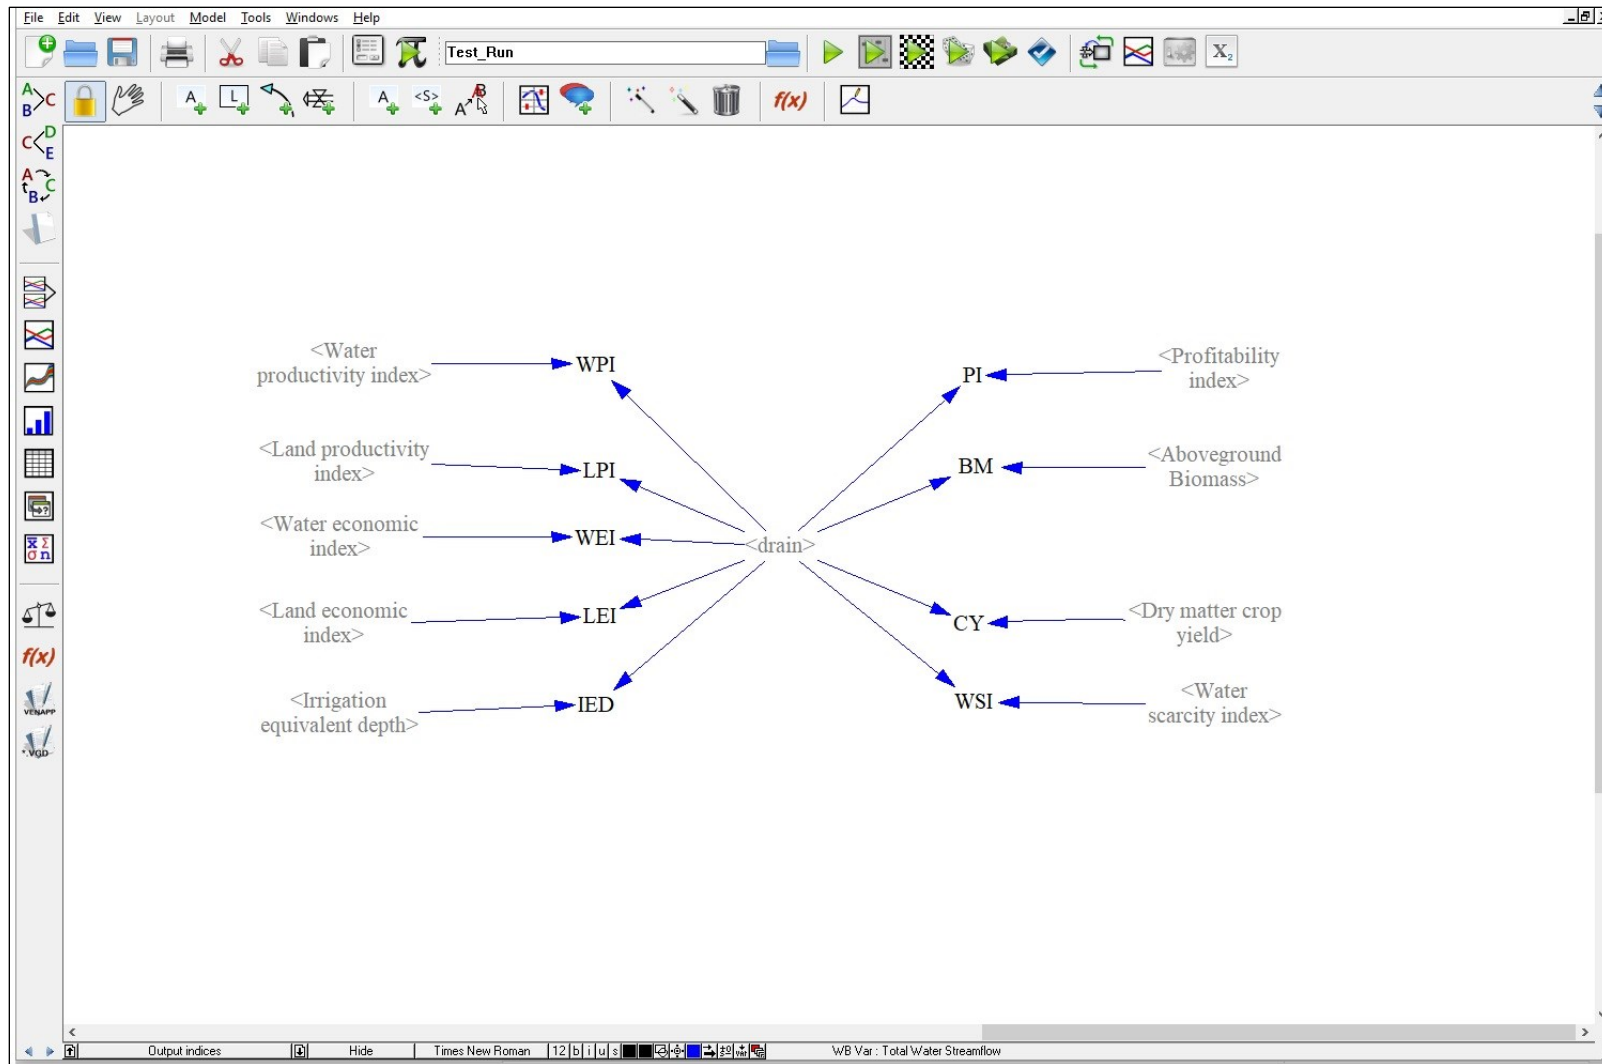 File Edit View Layout Model Tools Windows Help
Test_Run
X2
A
B
C
A
L
A
<S>
A
B
f(x)
C
D
E
A
t
B
C
<Water
productivity index>
WPI
PI
<Profitability
index>
<Land productivity
index>
LPI
BM
<Aboveground
Biomass>
<Water economic
index>
WEI
<drain>
<Land economic
index>
LEI
CY
<Dry matter crop
yield>
<Irrigation
equivalent depth>
IED
WSI
<Water
scarcity index>
x Σ
σ n
f(x)
VENAPP
*.VGD
Output indices Hide Times New Roman 12 b i u s WB Var : Total Water Streamflow